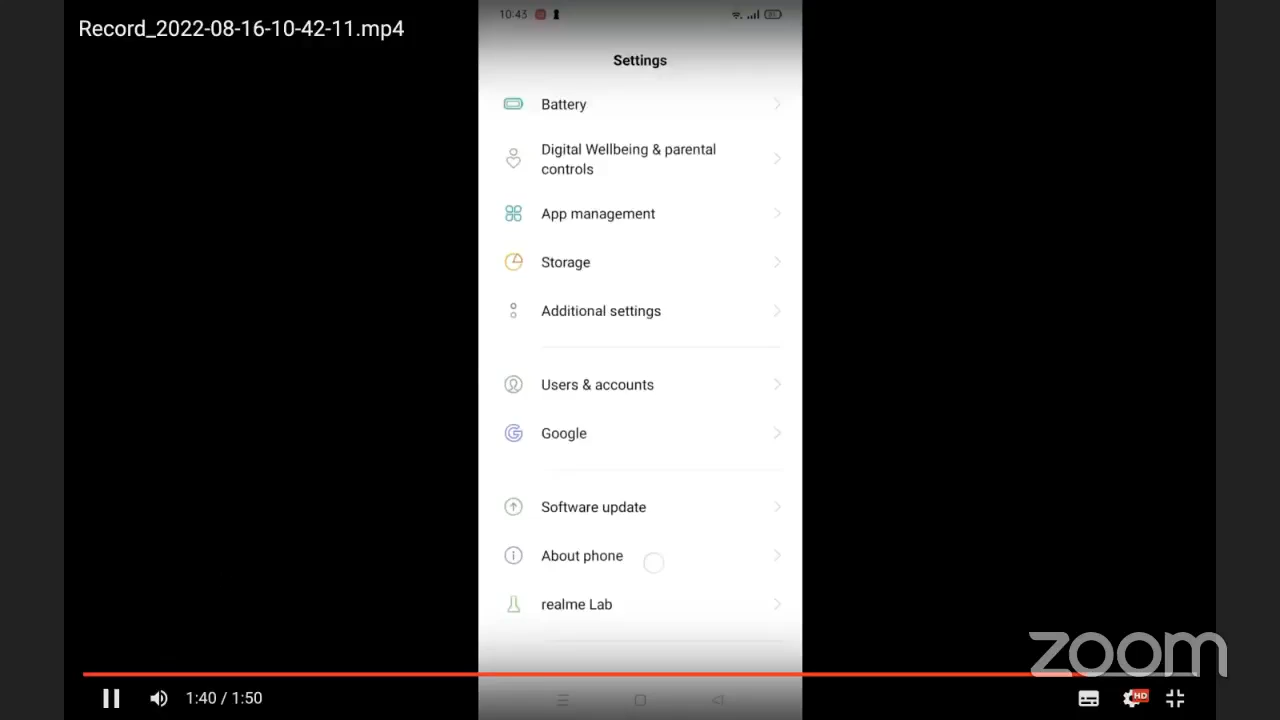 Record_2022-08-16-10-42-11.mp4
10:43
Settings
Battery
Digital Wellbeing & parental
controls
App management
Storage
Additional settings
Users & accounts
Google
Software update
About phone
realme Lab
zoom
1:40 / 1:50
HD